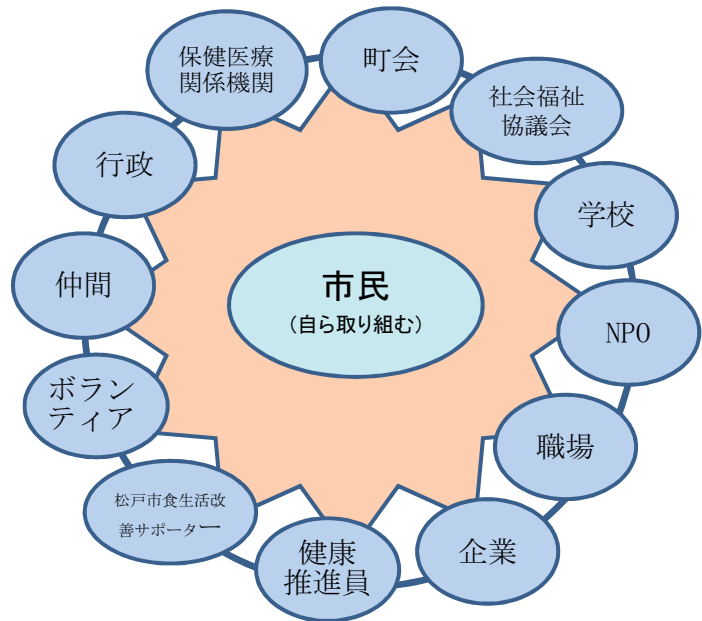 保健医療
関係機関
町会
社会福祉
協議会
行政
学校
仲間
市民
（自ら取り組む）
NPO
ボラン
ティア
職場
松戸市食生活改
善サポーター
健康
推進員
企業